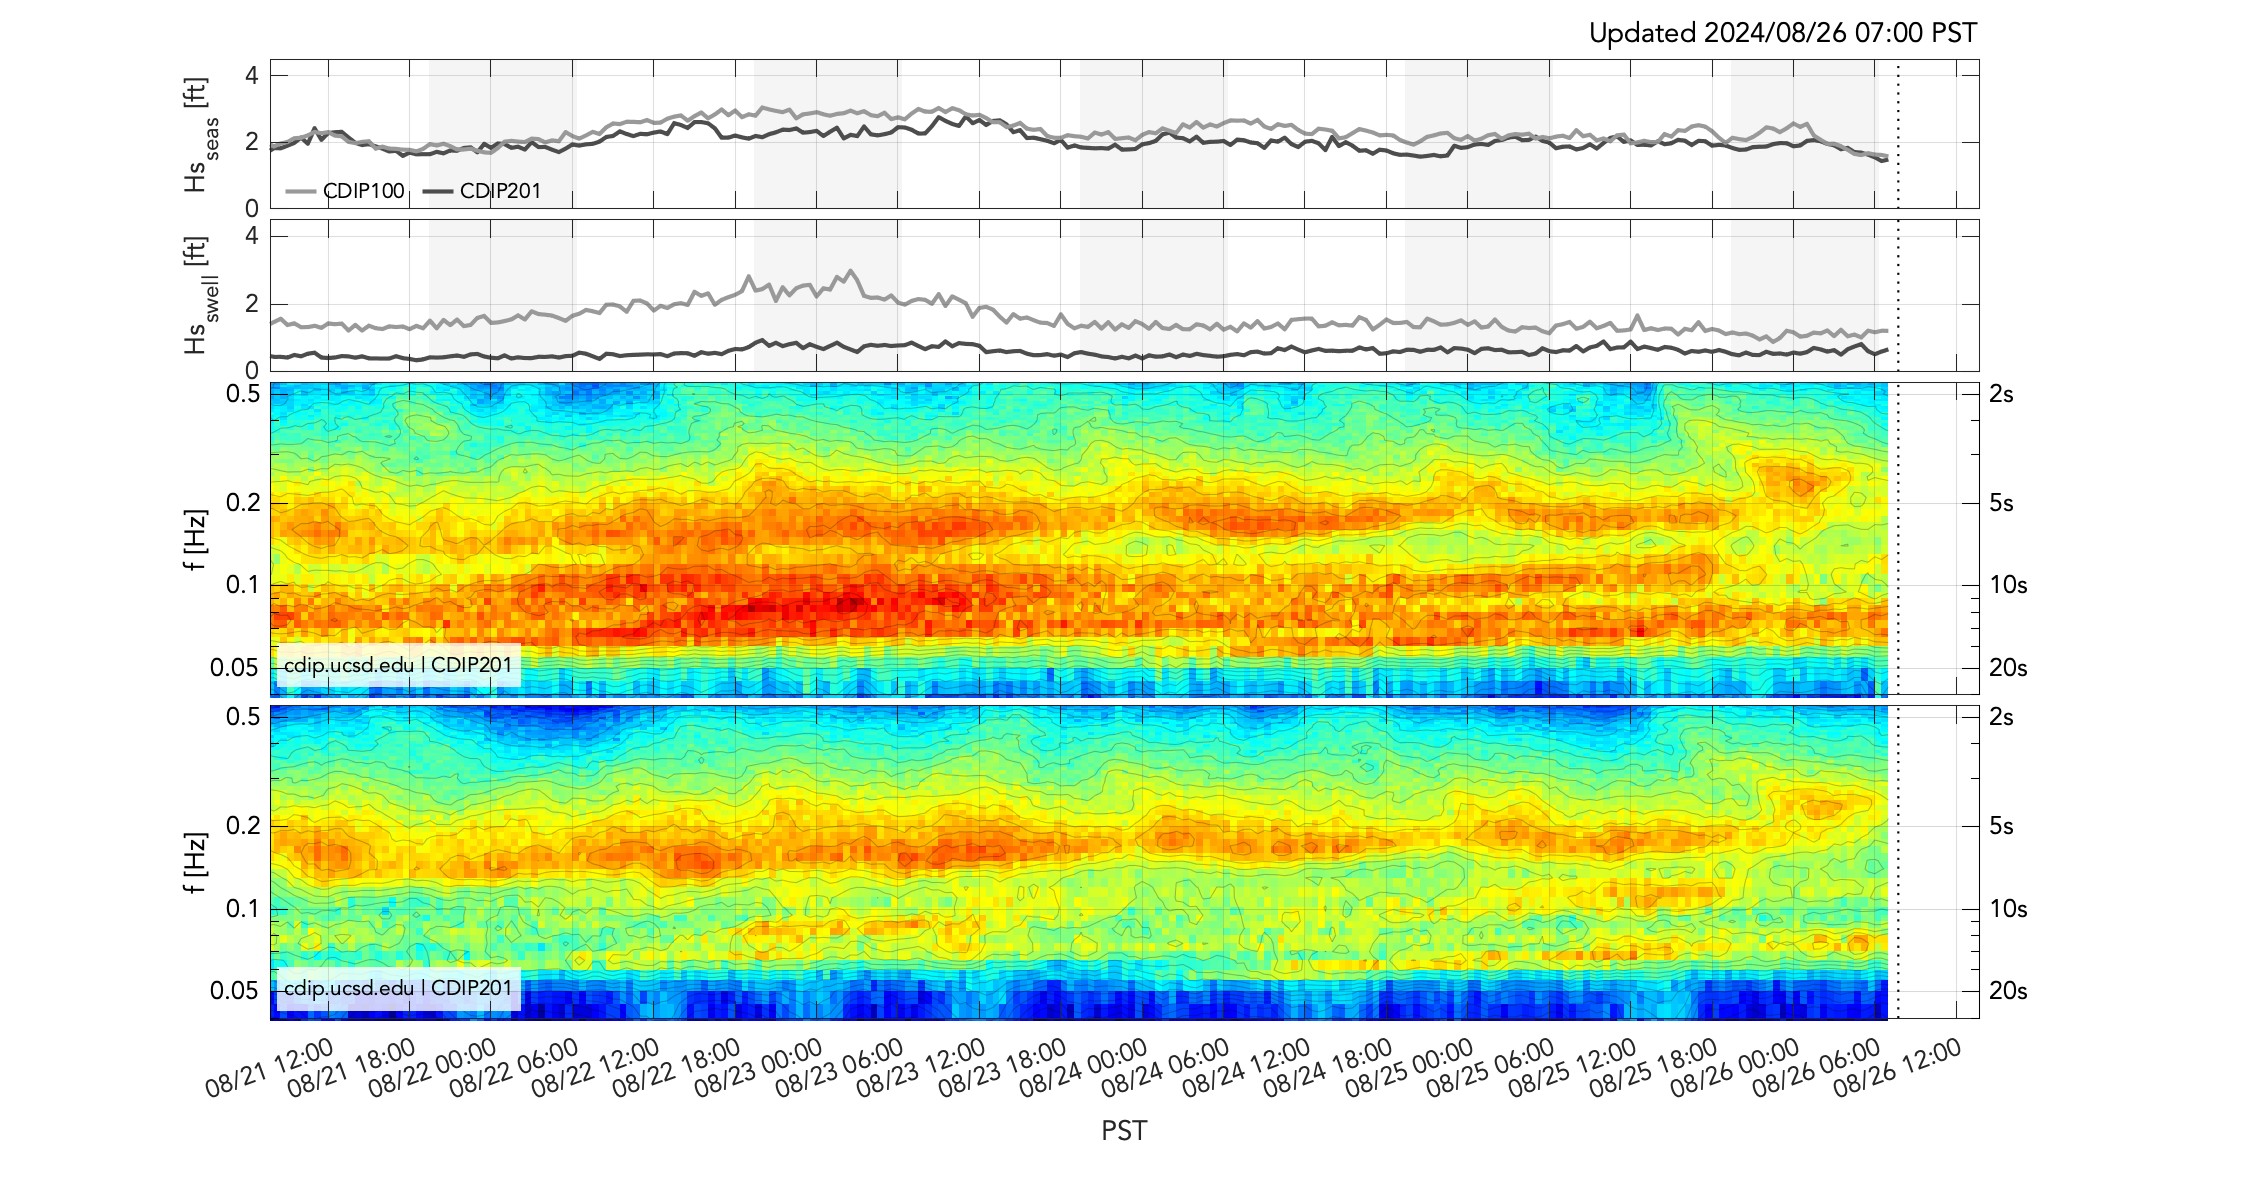 Updated 2024/08/26 07:00 PST
Hs seas [ft]
4
2
0
CDIP100 CDIP201
Hs swell [ft]
4
2
0
f [Hz]
0.5
0.2
0.1
0.05
2s
5s
10s
20s
cdip.ucsd.edu | CDIP201
f [Hz]
0.5
0.2
0.1
0.05
2s
5s
10s
20s
cdip.ucsd.edu | CDIP201
08/21 12:00
08/21 18:00
08/22 00:00
08/22 06:00
08/22 12:00
08/22 18:00
08/23 00:00
08/23 06:00
08/23 12:00
08/23 18:00
08/24 00:00
08/24 06:00
08/24 12:00
08/24 18:00
08/25 00:00
08/25 06:00
08/25 12:00
08/25 18:00
08/26 00:00
08/26 06:00
08/26 12:00
PST